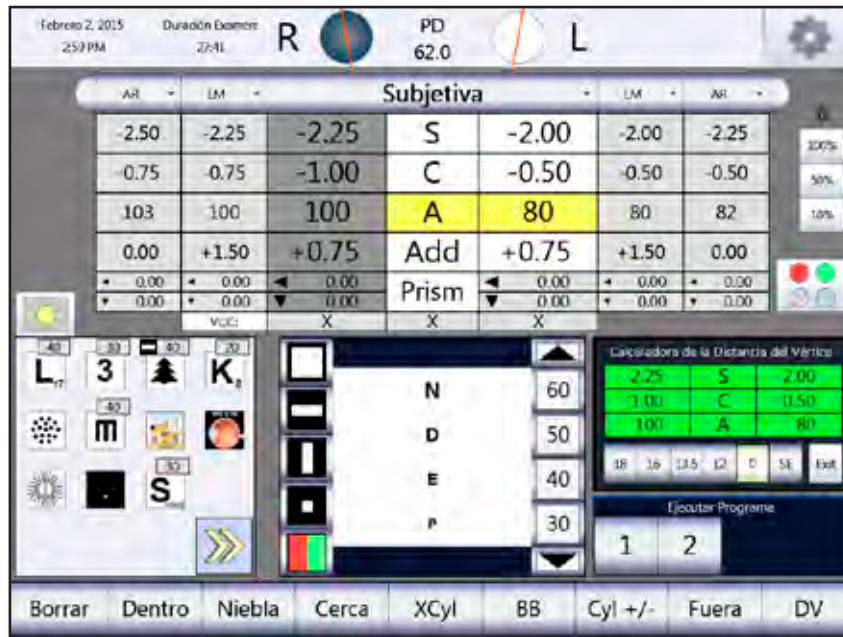 Febrero 2, 2015 Duración Examen R PD L
2:59 PM 27:41 62.0
AR LM Subjetiva LM AR
-2.50 -2.25 -2.25 S -2.00 -2.00 -2.25
-0.75 -0.75 -1.00 C -0.50 -0.50 -0.50
103 100 100 A 80 80 82
0.00 +1.50 +0.75 Add +0.75 +1.50 0.00
0.00 0.00 0.00 Prism 0.00 0.00 0.00
0.00 0.00 0.00 0.00 0.00 0.00
X X X
100%
50%
10%
40 30 40 20
L 3 K
40
m
30
S
N 60
D 50
E 40
P 30
Calculadora de la Distancia del Vértice
2.25 S 2.00
1.00 C 0.50
100 A 80
18 16 13.5 12 0 SE Exit
Ejecutar Programa
1 2
Borrar Dentro Niebla Cerca XCyl BB Cyl +/- Fuera DV